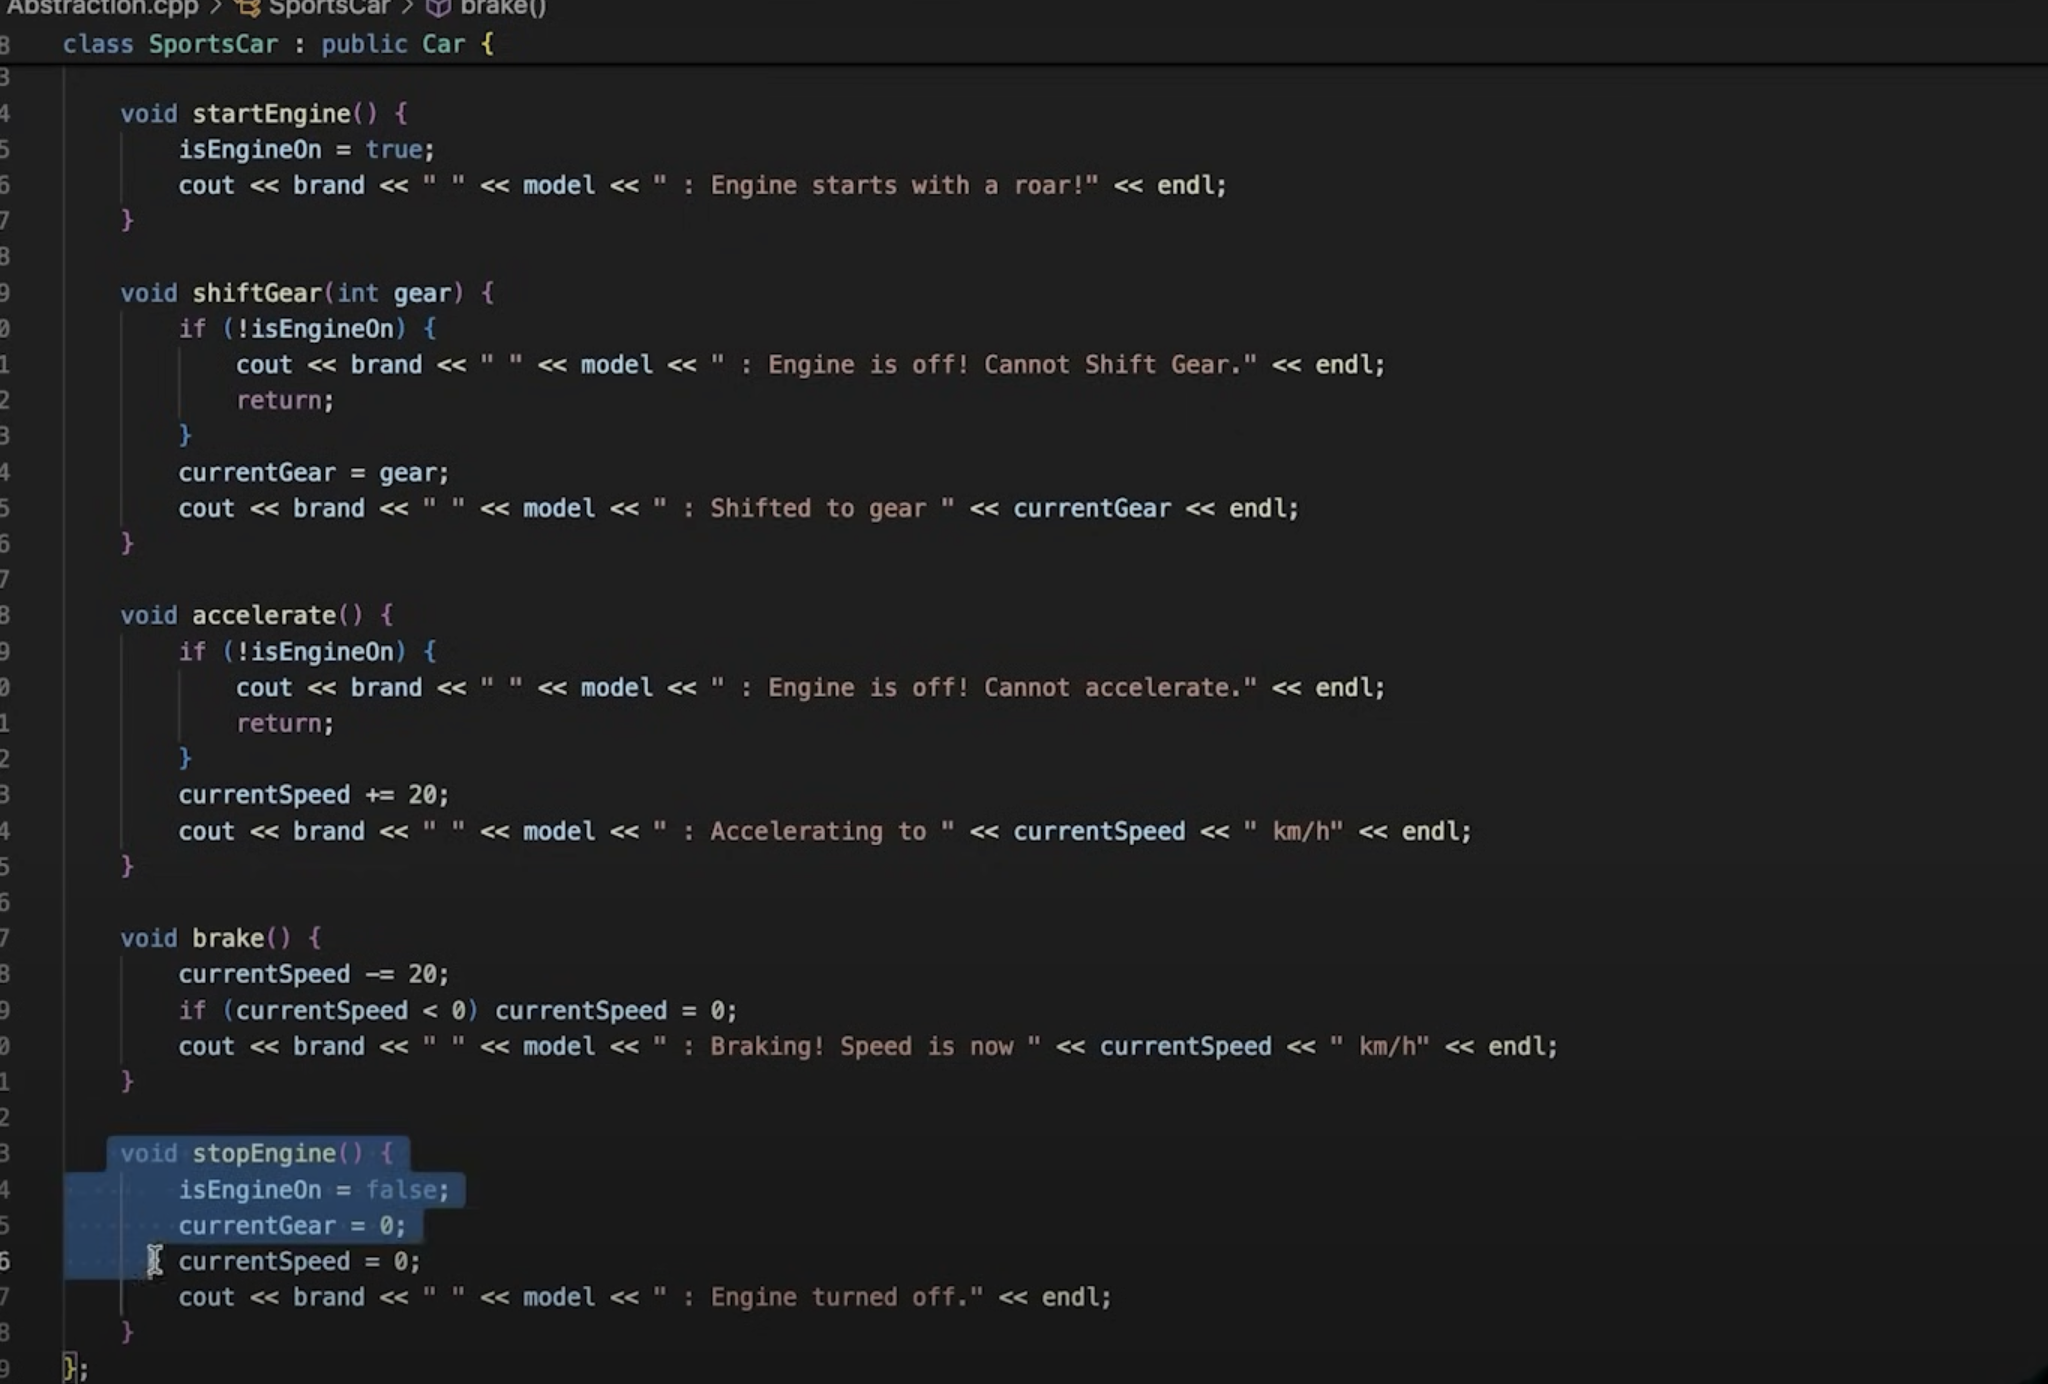 Abstraction.cpp > SportsCar > brake()
8 class SportsCar : public Car {
3
4 void startEngine() {
5 isEngineOn = true;
6 cout << brand << " " << model << " : Engine starts with a roar!" << endl;
7 }
8
9 void shiftGear(int gear) {
0 if (!isEngineOn) {
1 cout << brand << " " << model << " : Engine is off! Cannot Shift Gear." << endl;
2 return;
3 }
4 currentGear = gear;
5 cout << brand << " " << model << " : Shifted to gear " << currentGear << endl;
6 }
7
8 void accelerate() {
9 if (!isEngineOn) {
0 cout << brand << " " << model << " : Engine is off! Cannot accelerate." << endl;
1 return;
2 }
3 currentSpeed += 20;
4 cout << brand << " " << model << " : Accelerating to " << currentSpeed << " km/h" << endl;
5 }
6
7 void brake() {
8 currentSpeed -= 20;
9 if (currentSpeed < 0) currentSpeed = 0;
0 cout << brand << " " << model << " : Braking! Speed is now " << currentSpeed << " km/h" << endl;
1 }
2
3 void stopEngine() {
4 isEngineOn = false;
5 currentGear = 0;
6 currentSpeed = 0;
7 cout << brand << " " << model << " : Engine turned off." << endl;
8 }
9 };